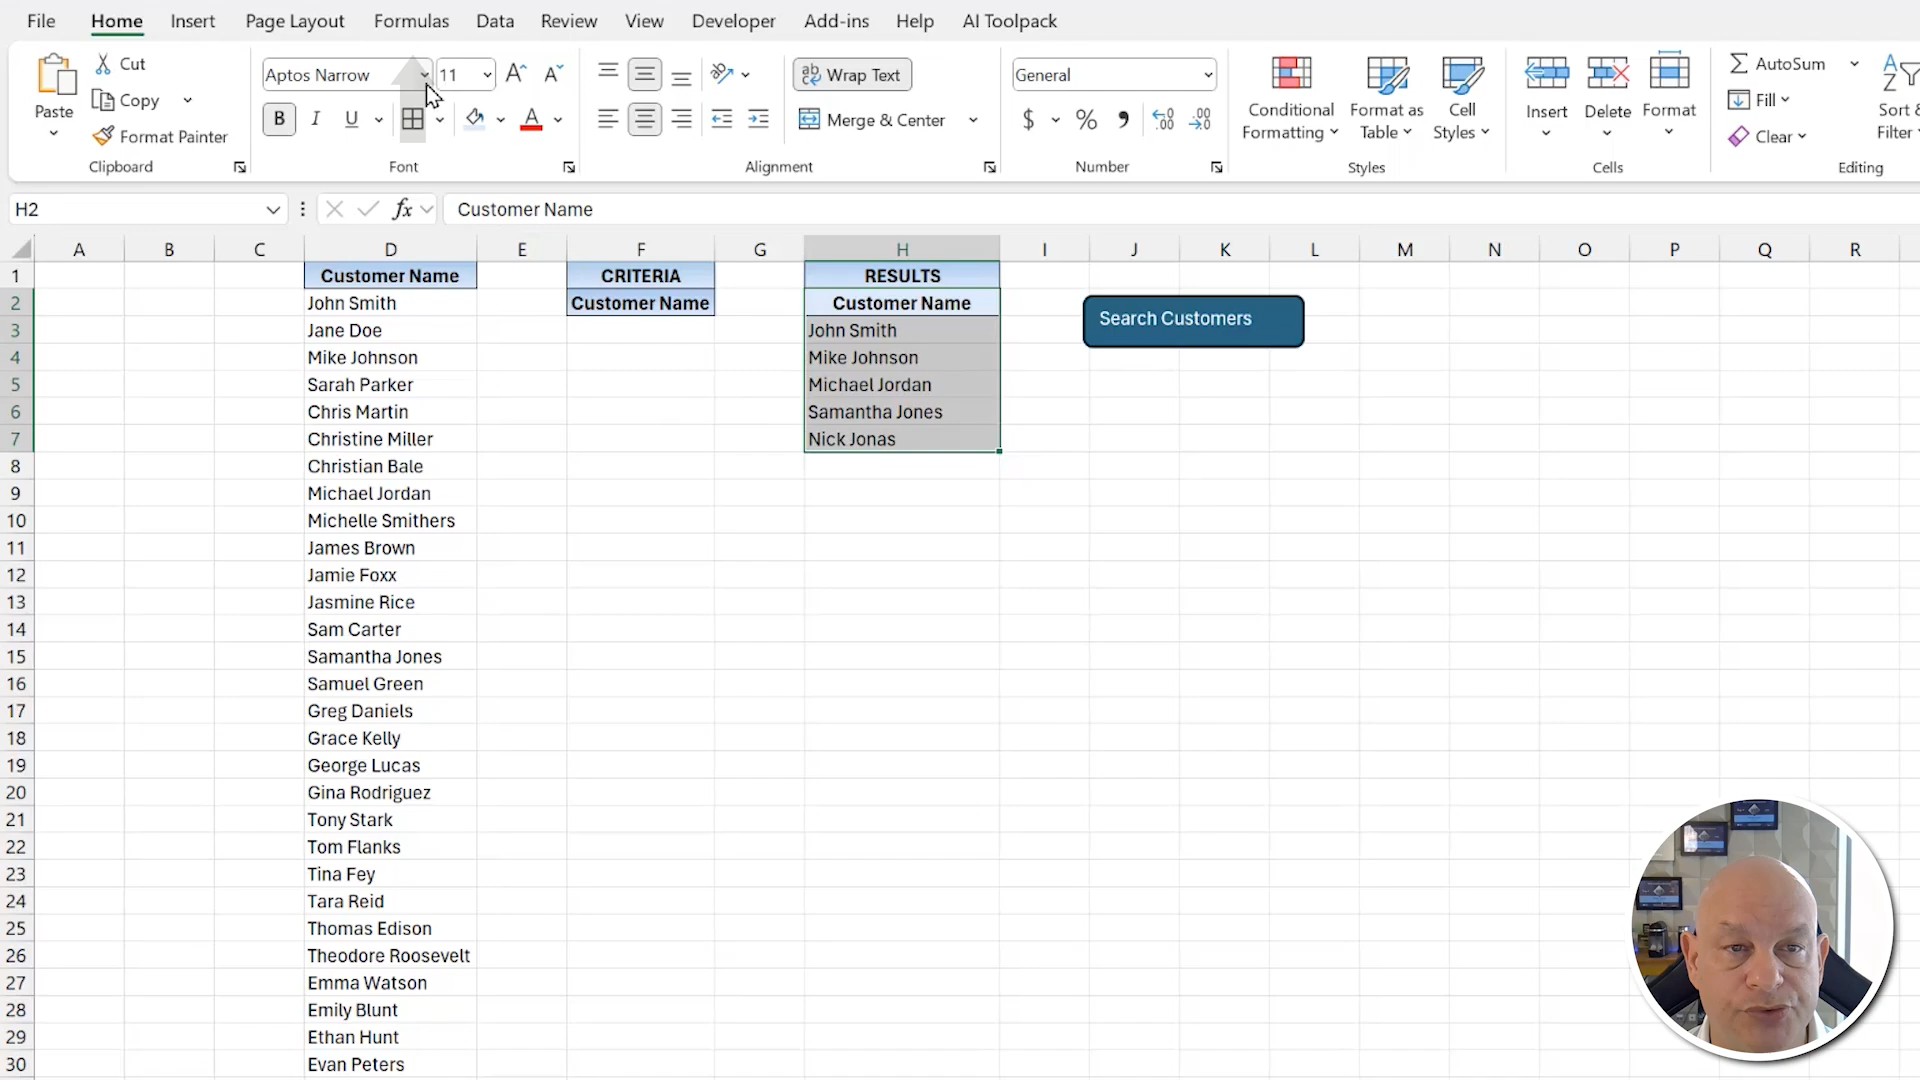 File Home Insert Page Layout Formulas Data Review View Developer Add-ins Help AI Toolpack
Paste
Cut
Copy
Format Painter
Clipboard
Aptos Narrow 11 A A
B I U A
Font
Wrap Text
Merge & Center
Alignment
General
$ % 9
Number
Conditional Formatting
Format as Table
Cell Styles
Styles
Insert Delete Format
Cells
AutoSum
Fill
Clear
Sort &
Filter
Editing
H2 fx Customer Name
A B C D E F G H I J K L M N O P Q R
1 Customer Name CRITERIA RESULTS
2 John Smith Customer Name Customer Name
Search Customers
3 Jane Doe John Smith
4 Mike Johnson Mike Johnson
5 Sarah Parker Michael Jordan
6 Chris Martin Samantha Jones
7 Christine Miller Nick Jonas
8 Christian Bale
9 Michael Jordan
10 Michelle Smithers
11 James Brown
12 Jamie Foxx
13 Jasmine Rice
14 Sam Carter
15 Samantha Jones
16 Samuel Green
17 Greg Daniels
18 Grace Kelly
19 George Lucas
20 Gina Rodriguez
21 Tony Stark
22 Tom Flanks
23 Tina Fey
24 Tara Reid
25 Thomas Edison
26 Theodore Roosevelt
27 Emma Watson
28 Emily Blunt
29 Ethan Hunt
30 Evan Peters